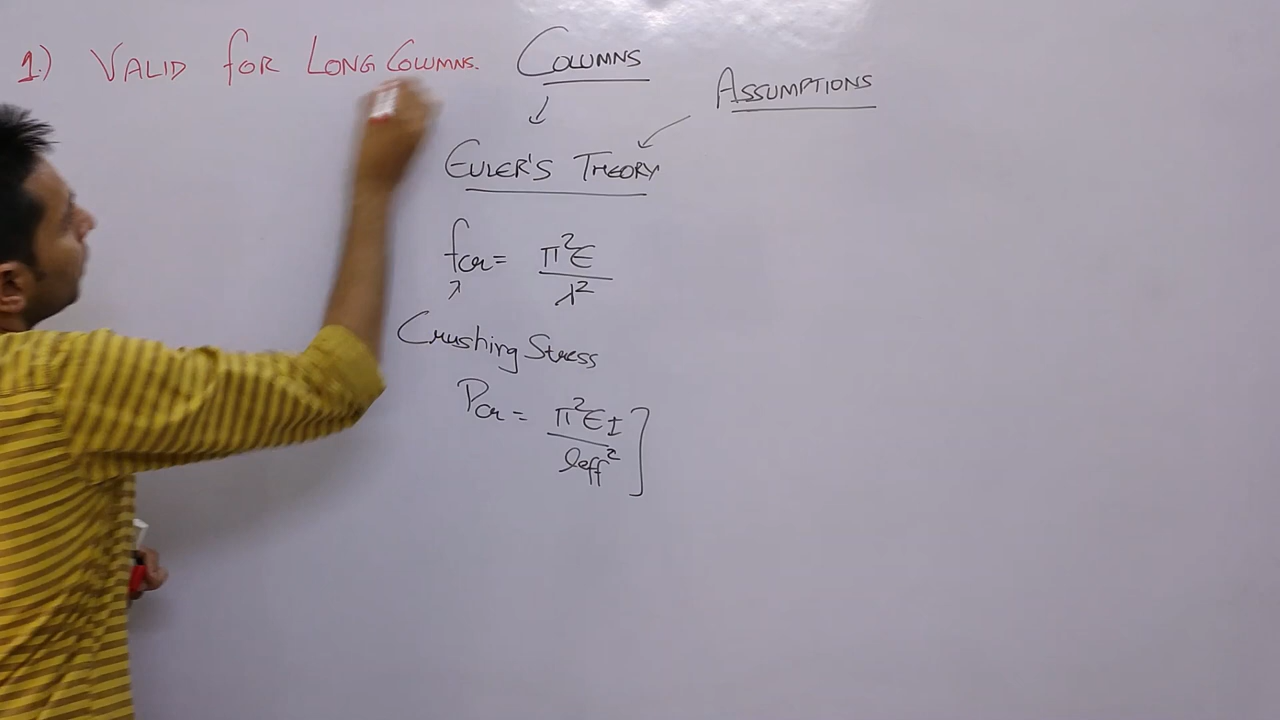 1.) VALID FOR LONG COLUMNS.
COLUMNS
ASSUMPTIONS
EULER'S THEORY
fcr = π²E / λ²
Crushing Stress
Pcr = π²EI / leff² ]